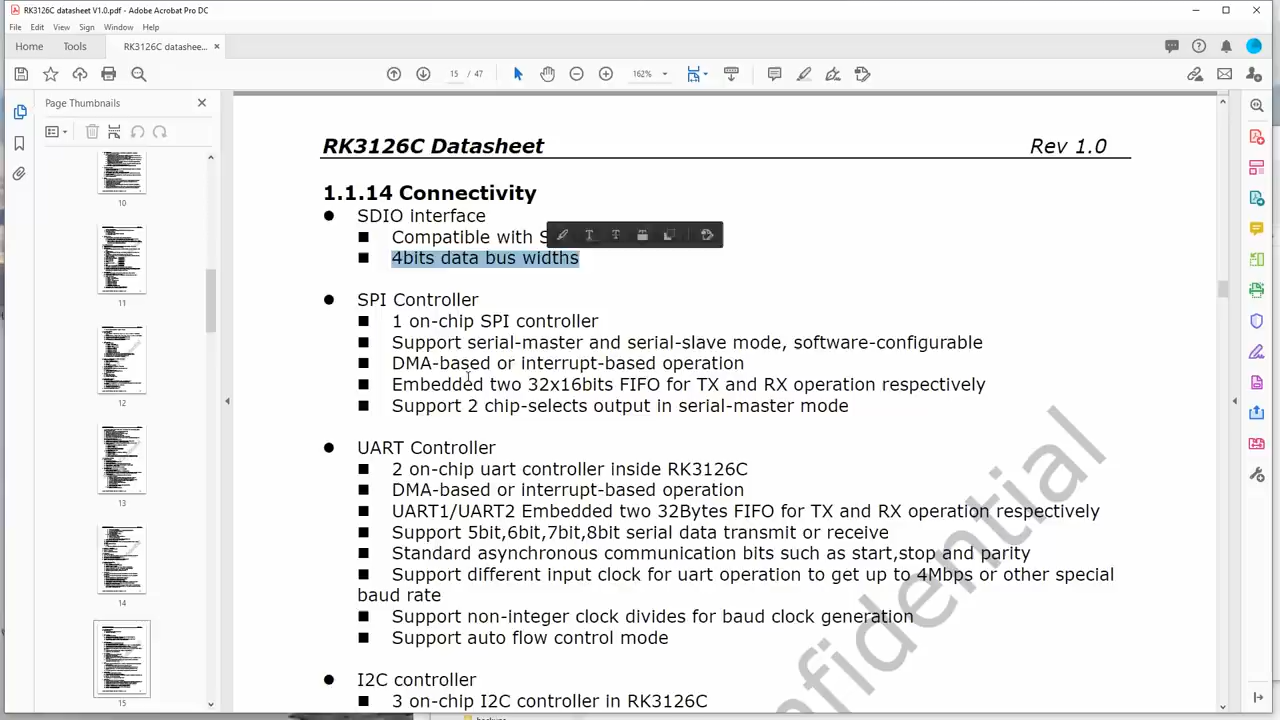 RK3126C datasheet V1.0.pdf - Adobe Acrobat Pro DC
File Edit View Sign Window Help
Home Tools RK3126C datashee... ×
15 / 47 162%
Page Thumbnails
10
11
12
13
14
15
RK3126C Datasheet Rev 1.0
1.1.14 Connectivity
SDIO interface
Compatible with S
4bits data bus widths
SPI Controller
1 on-chip SPI controller
Support serial-master and serial-slave mode, software-configurable
DMA-based or interrupt-based operation
Embedded two 32x16bits FIFO for TX and RX operation respectively
Support 2 chip-selects output in serial-master mode
UART Controller
2 on-chip uart controller inside RK3126C
DMA-based or interrupt-based operation
UART1/UART2 Embedded two 32Bytes FIFO for TX and RX operation respectively
Support 5bit,6bit,7bit,8bit serial data transmit or receive
Standard asynchronous communication bits such as start,stop and parity
Support different input clock for uart operation to get up to 4Mbps or other special
baud rate
Support non-integer clock divides for baud clock generation
Support auto flow control mode
I2C controller
3 on-chip I2C controller in RK3126C